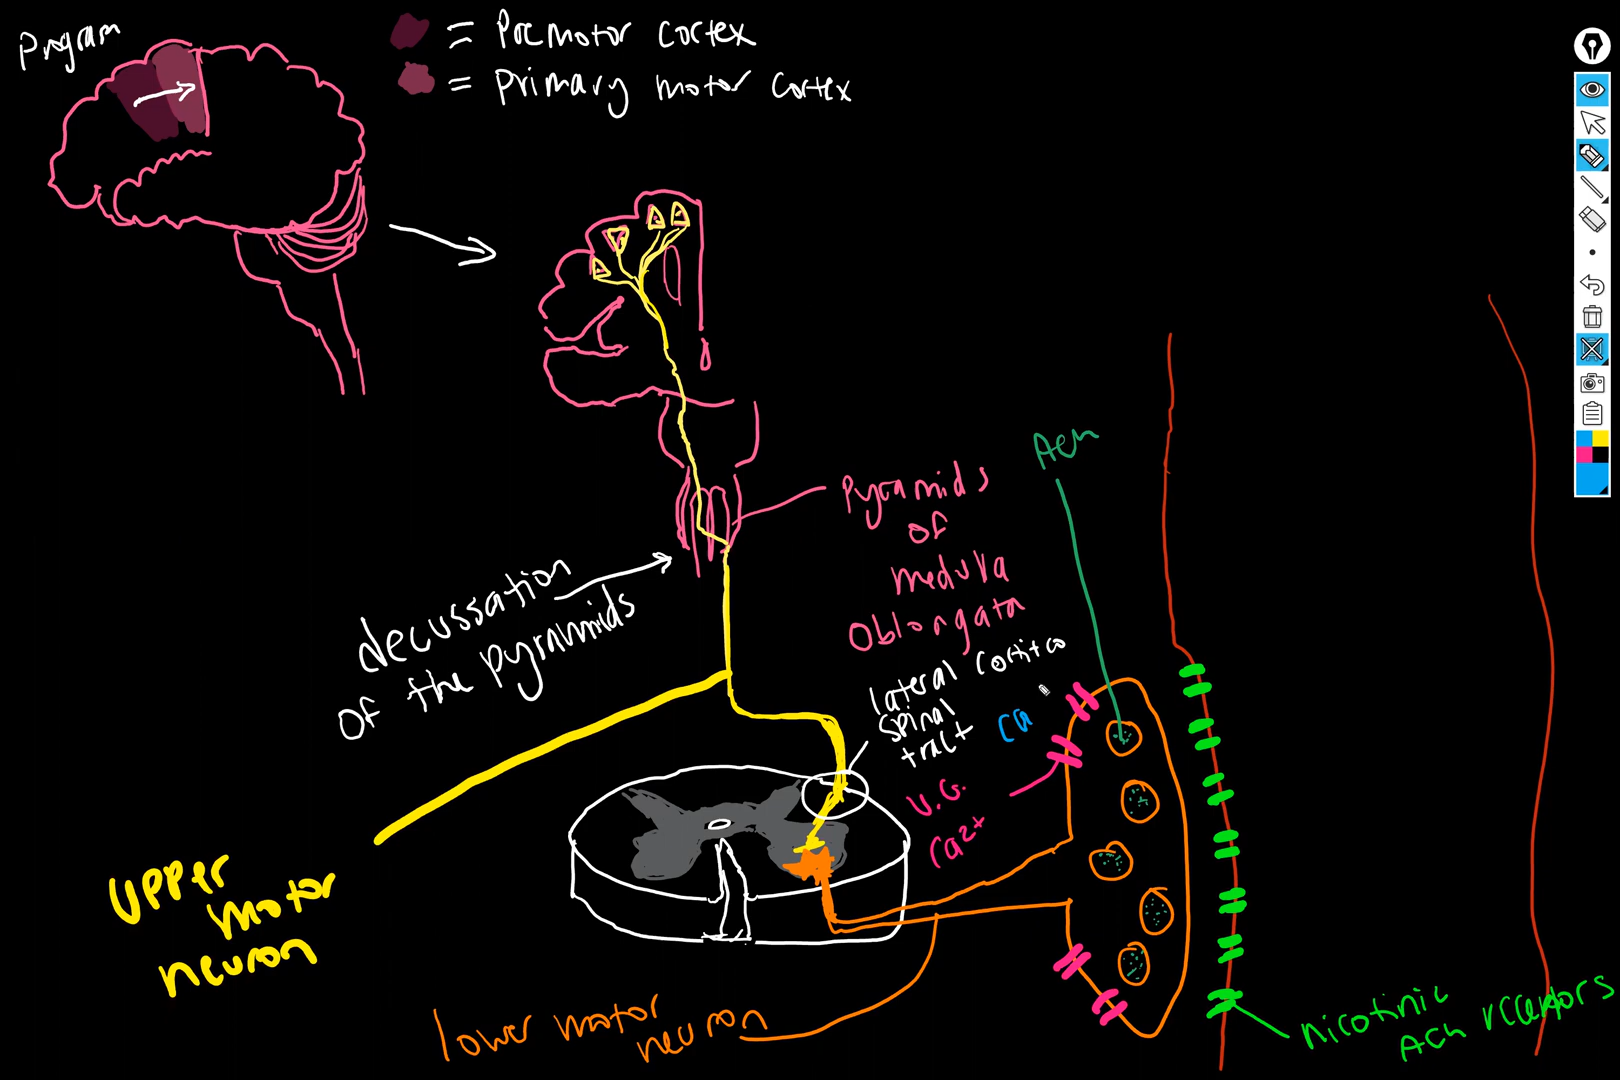 Program
= Premotor cortex
= Primary motor cortex
ACh
Pyramids
of
medulla
Oblongata
decussation
of the pyramids
lateral cortico
spinal
tract
Ca
V.G.
Ca2+
upper
motor
neuron
lower motor
neuron
nicotinic
ACh receptors